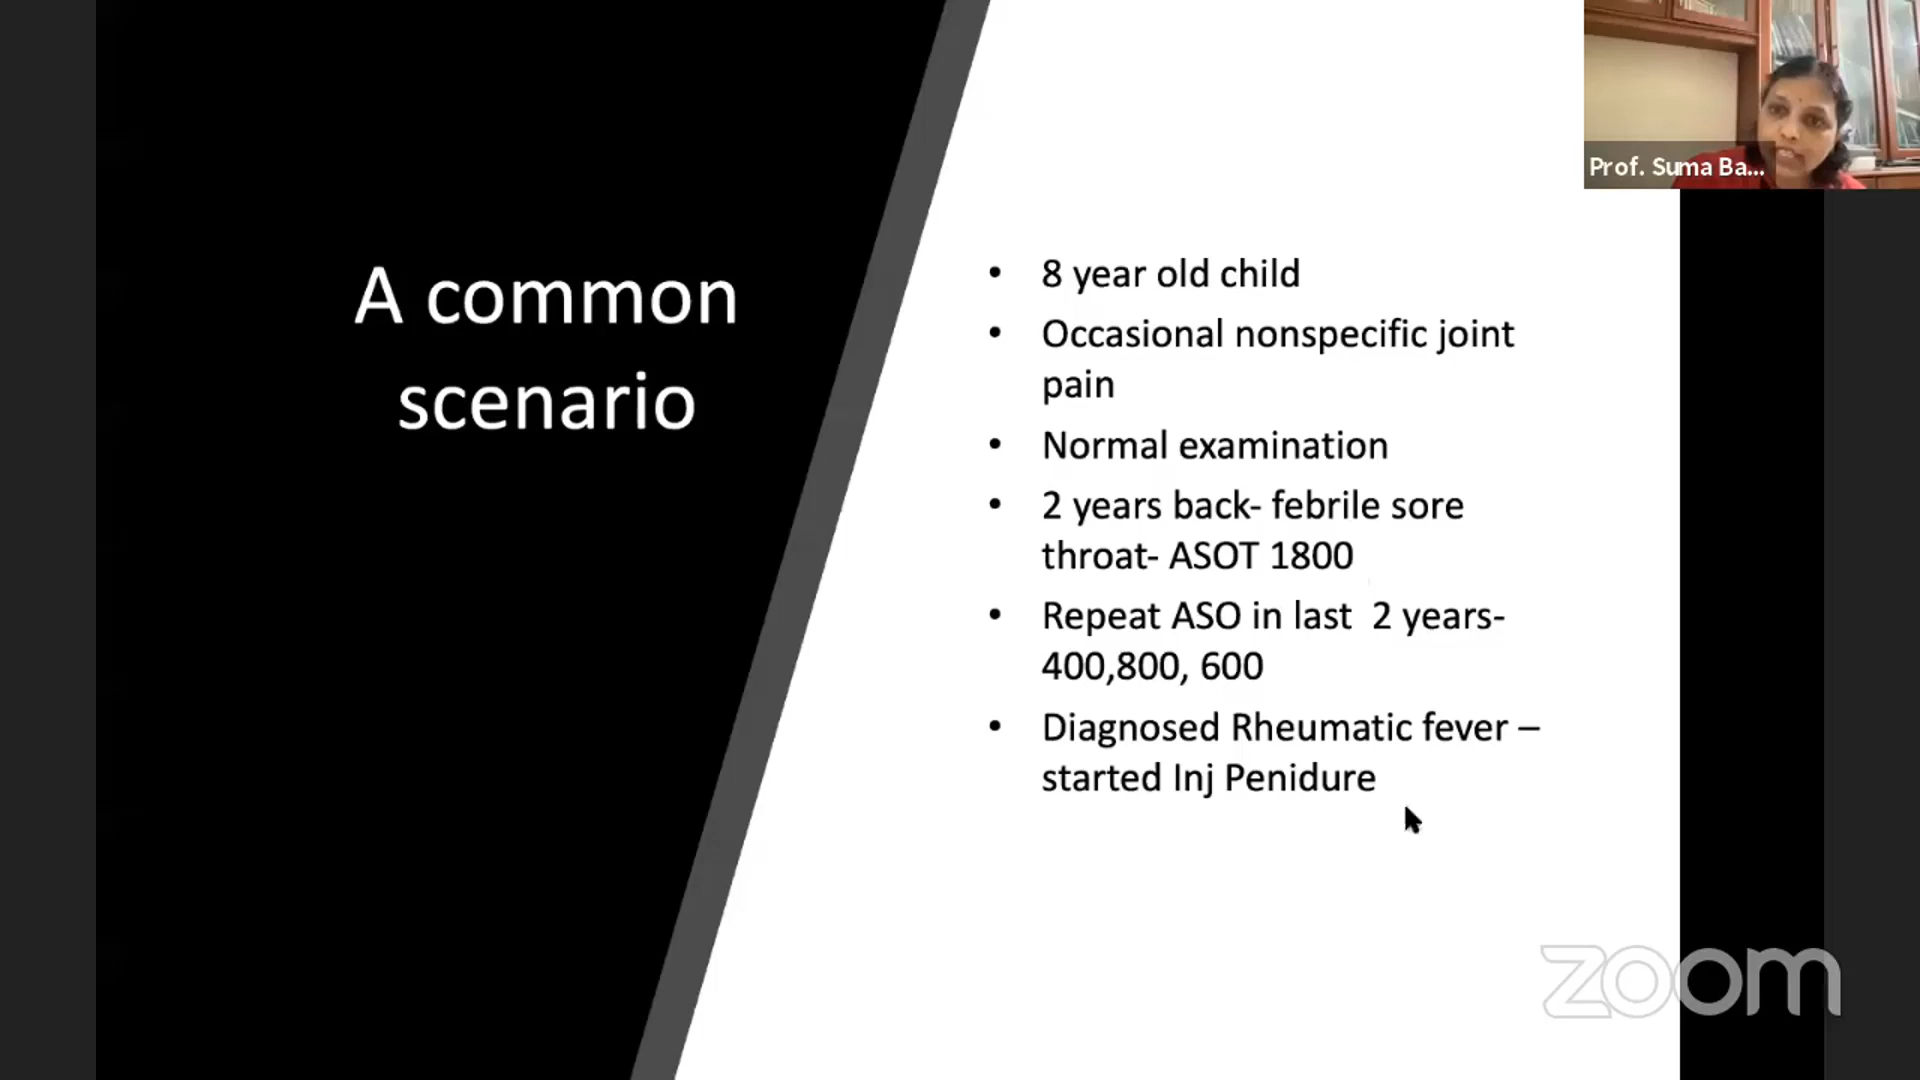 Prof. Suma Ba...
A common
scenario
• 8 year old child
• Occasional nonspecific joint
pain
• Normal examination
• 2 years back- febrile sore
throat- ASOT 1800
• Repeat ASO in last  2 years-
400,800, 600
• Diagnosed Rheumatic fever –
started Inj Penidure
zoom